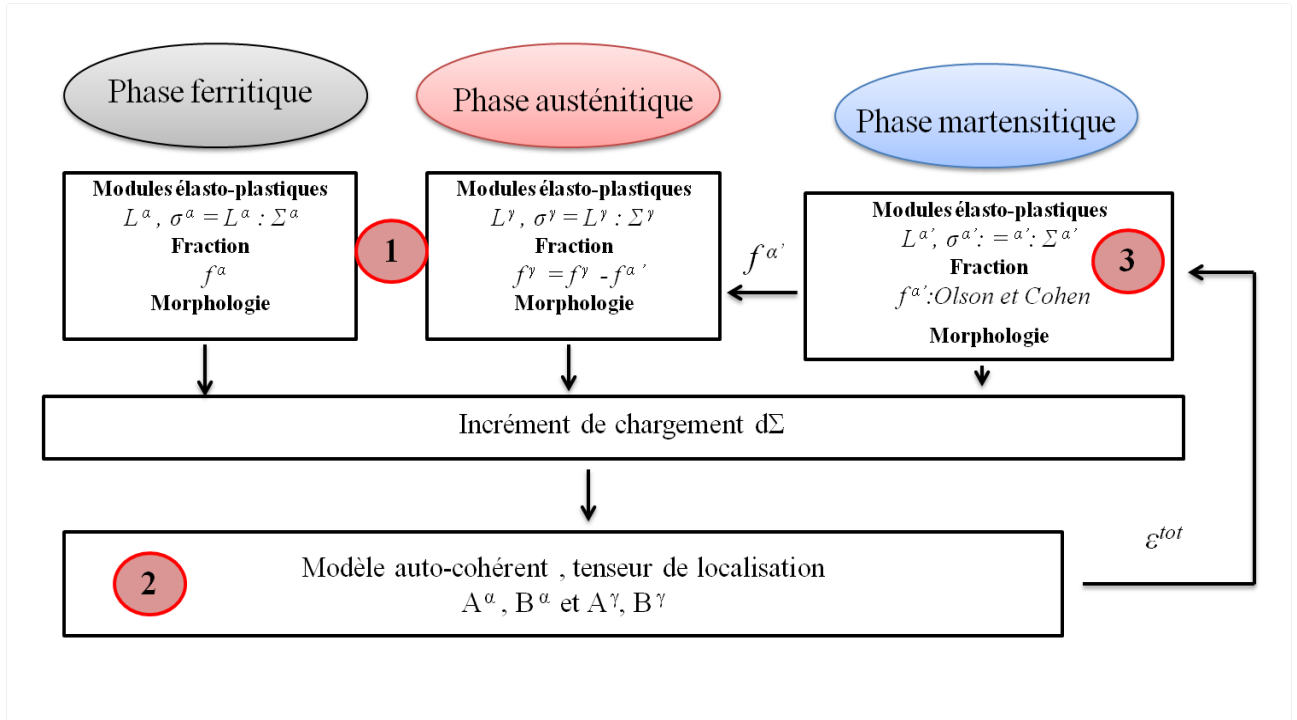 Phase ferritique
Phase austénitique
Phase martensitique
Modules élasto-plastiques
L^α, σ^α = L^α : Σ^α
Fraction
f^α
Morphologie
1
Modules élasto-plastiques
L^γ, σ^γ = L^γ : Σ^γ
Fraction
f^γ = f^γ - f^α'
Morphologie
f^α'
Modules élasto-plastiques
L^α', σ^α': = ^α': Σ^α'
Fraction
f^α':Olson et Cohen
Morphologie
3
Incrément de chargement dΣ
2
Modèle auto-cohérent , tenseur de localisation
A^α, B^α et A^γ, B^γ
ε^tot